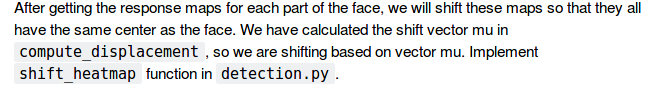 After getting the response maps for each part of the face, we will shift these maps so that they all
have the same center as the face. We have calculated the shift vector mu in
compute_displacement , so we are shifting based on vector mu. Implement
shift_heatmap function in detection.py .